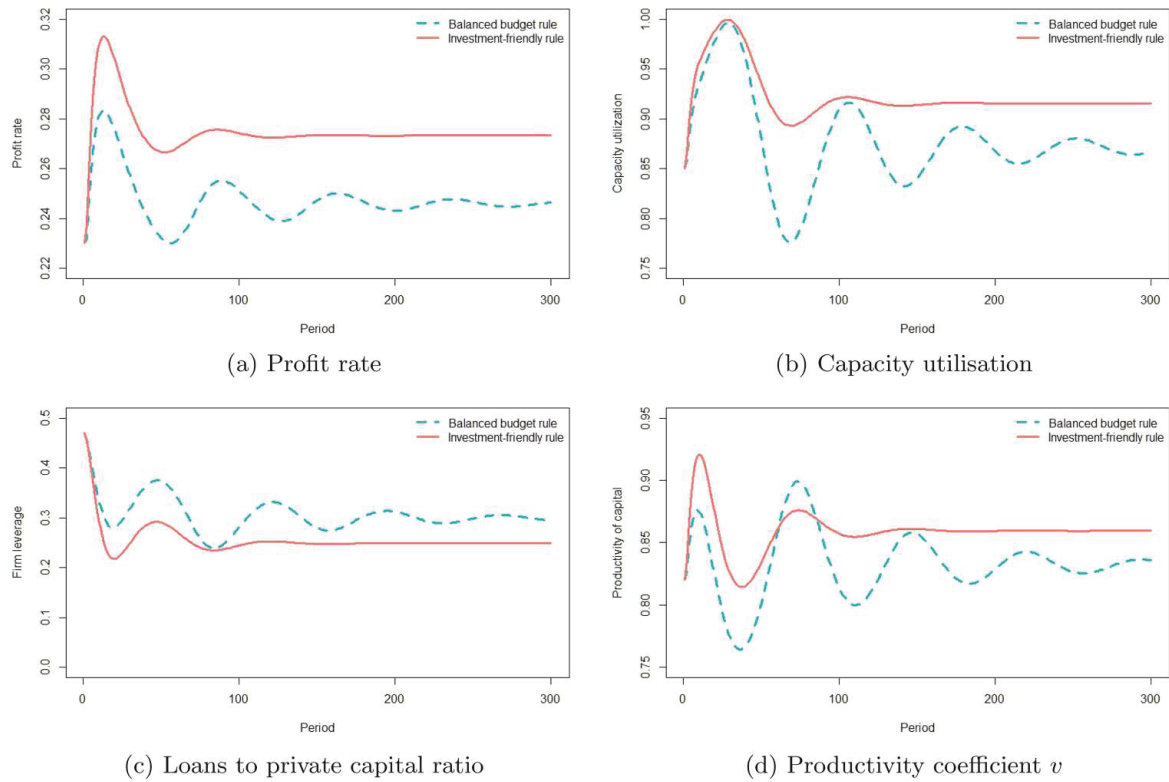 Balanced budget rule
Investment-friendly rule
Profit rate
0.32
0.30
0.28
0.26
0.24
0.22
0
100
200
300
Period
(a) Profit rate
Balanced budget rule
Investment-friendly rule
Capacity utilization
1.00
0.95
0.90
0.85
0.80
0.75
0
100
200
300
Period
(b) Capacity utilisation
Balanced budget rule
Investment-friendly rule
Firm leverage
0.5
0.4
0.3
0.2
0.1
0.0
0
100
200
300
Period
(c) Loans to private capital ratio
Balanced budget rule
Investment-friendly rule
Productivity of capital
0.95
0.90
0.85
0.80
0.75
0
100
200
300
Period
(d) Productivity coefficient v